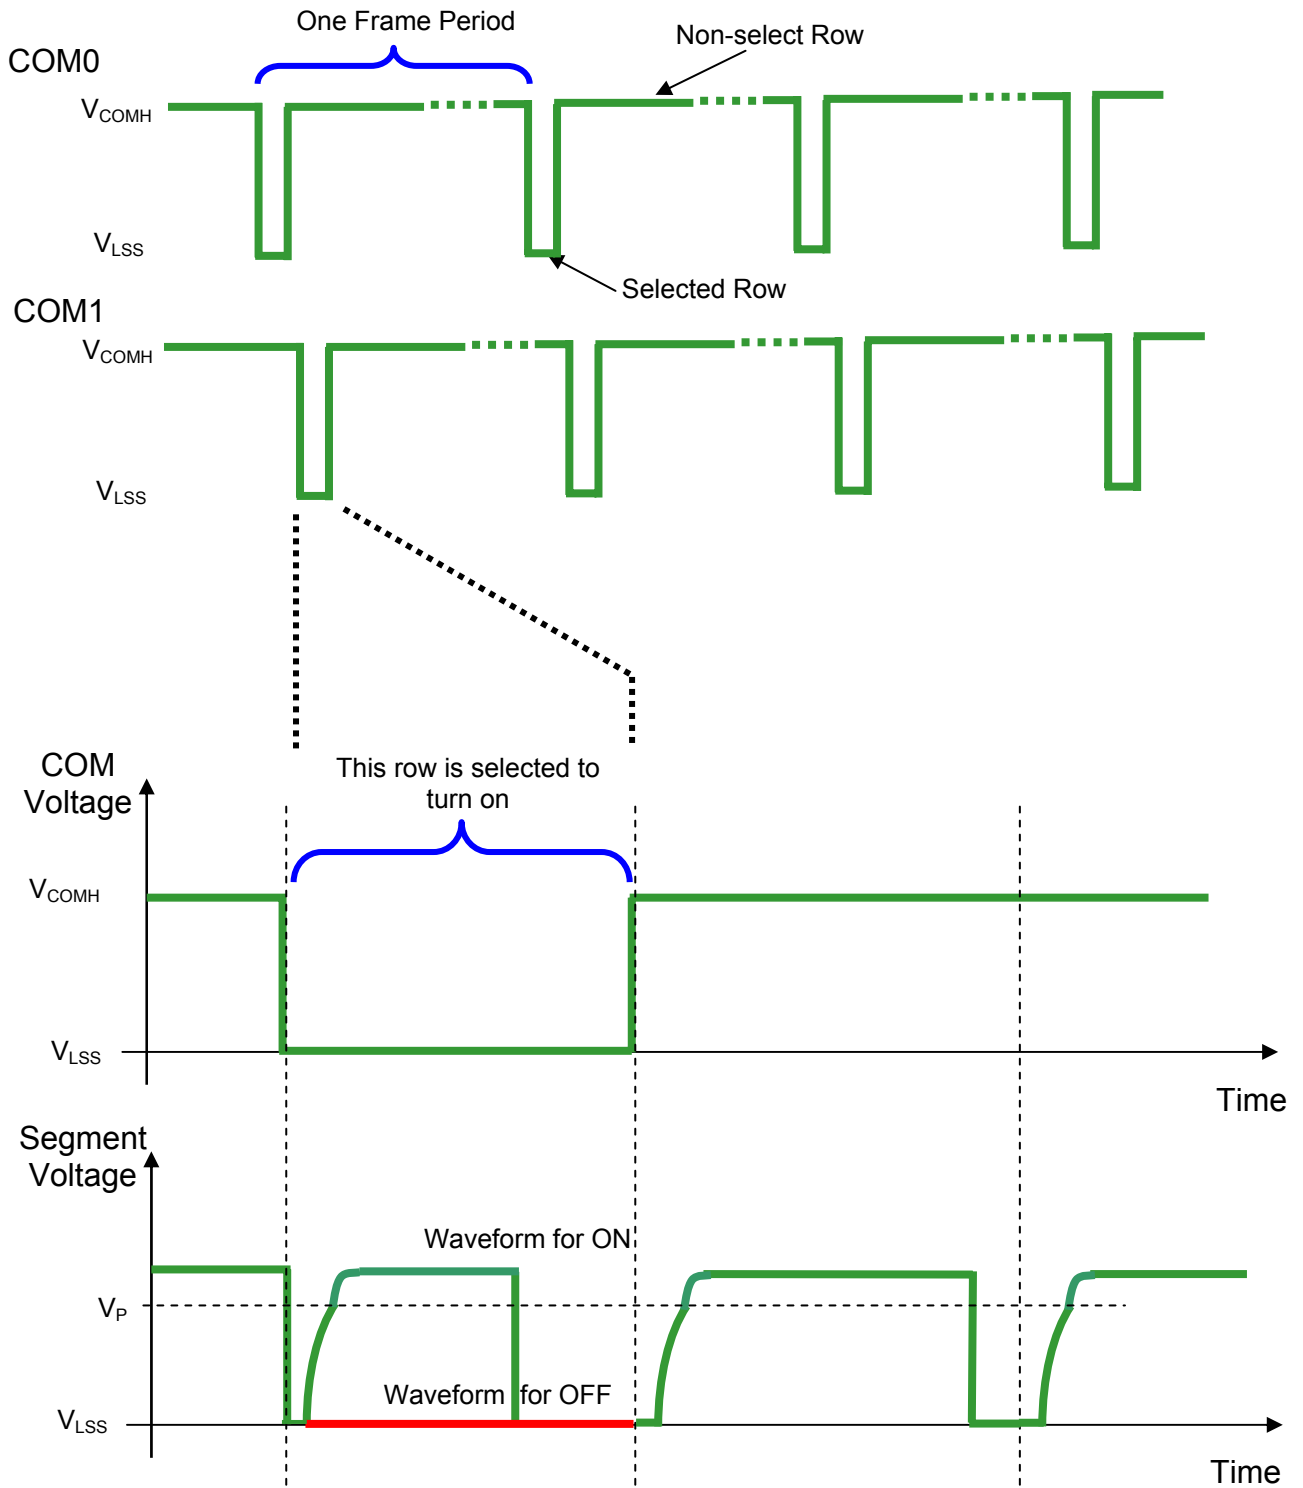 One Frame Period
Non-select Row
COM0
VCOMH
VLSS
Selected Row
COM1
VCOMH
VLSS
COM
Voltage
This row is selected to
turn on
VCOMH
VLSS
Time
Segment
Voltage
Waveform for ON
VP
Waveform for OFF
VLSS
Time